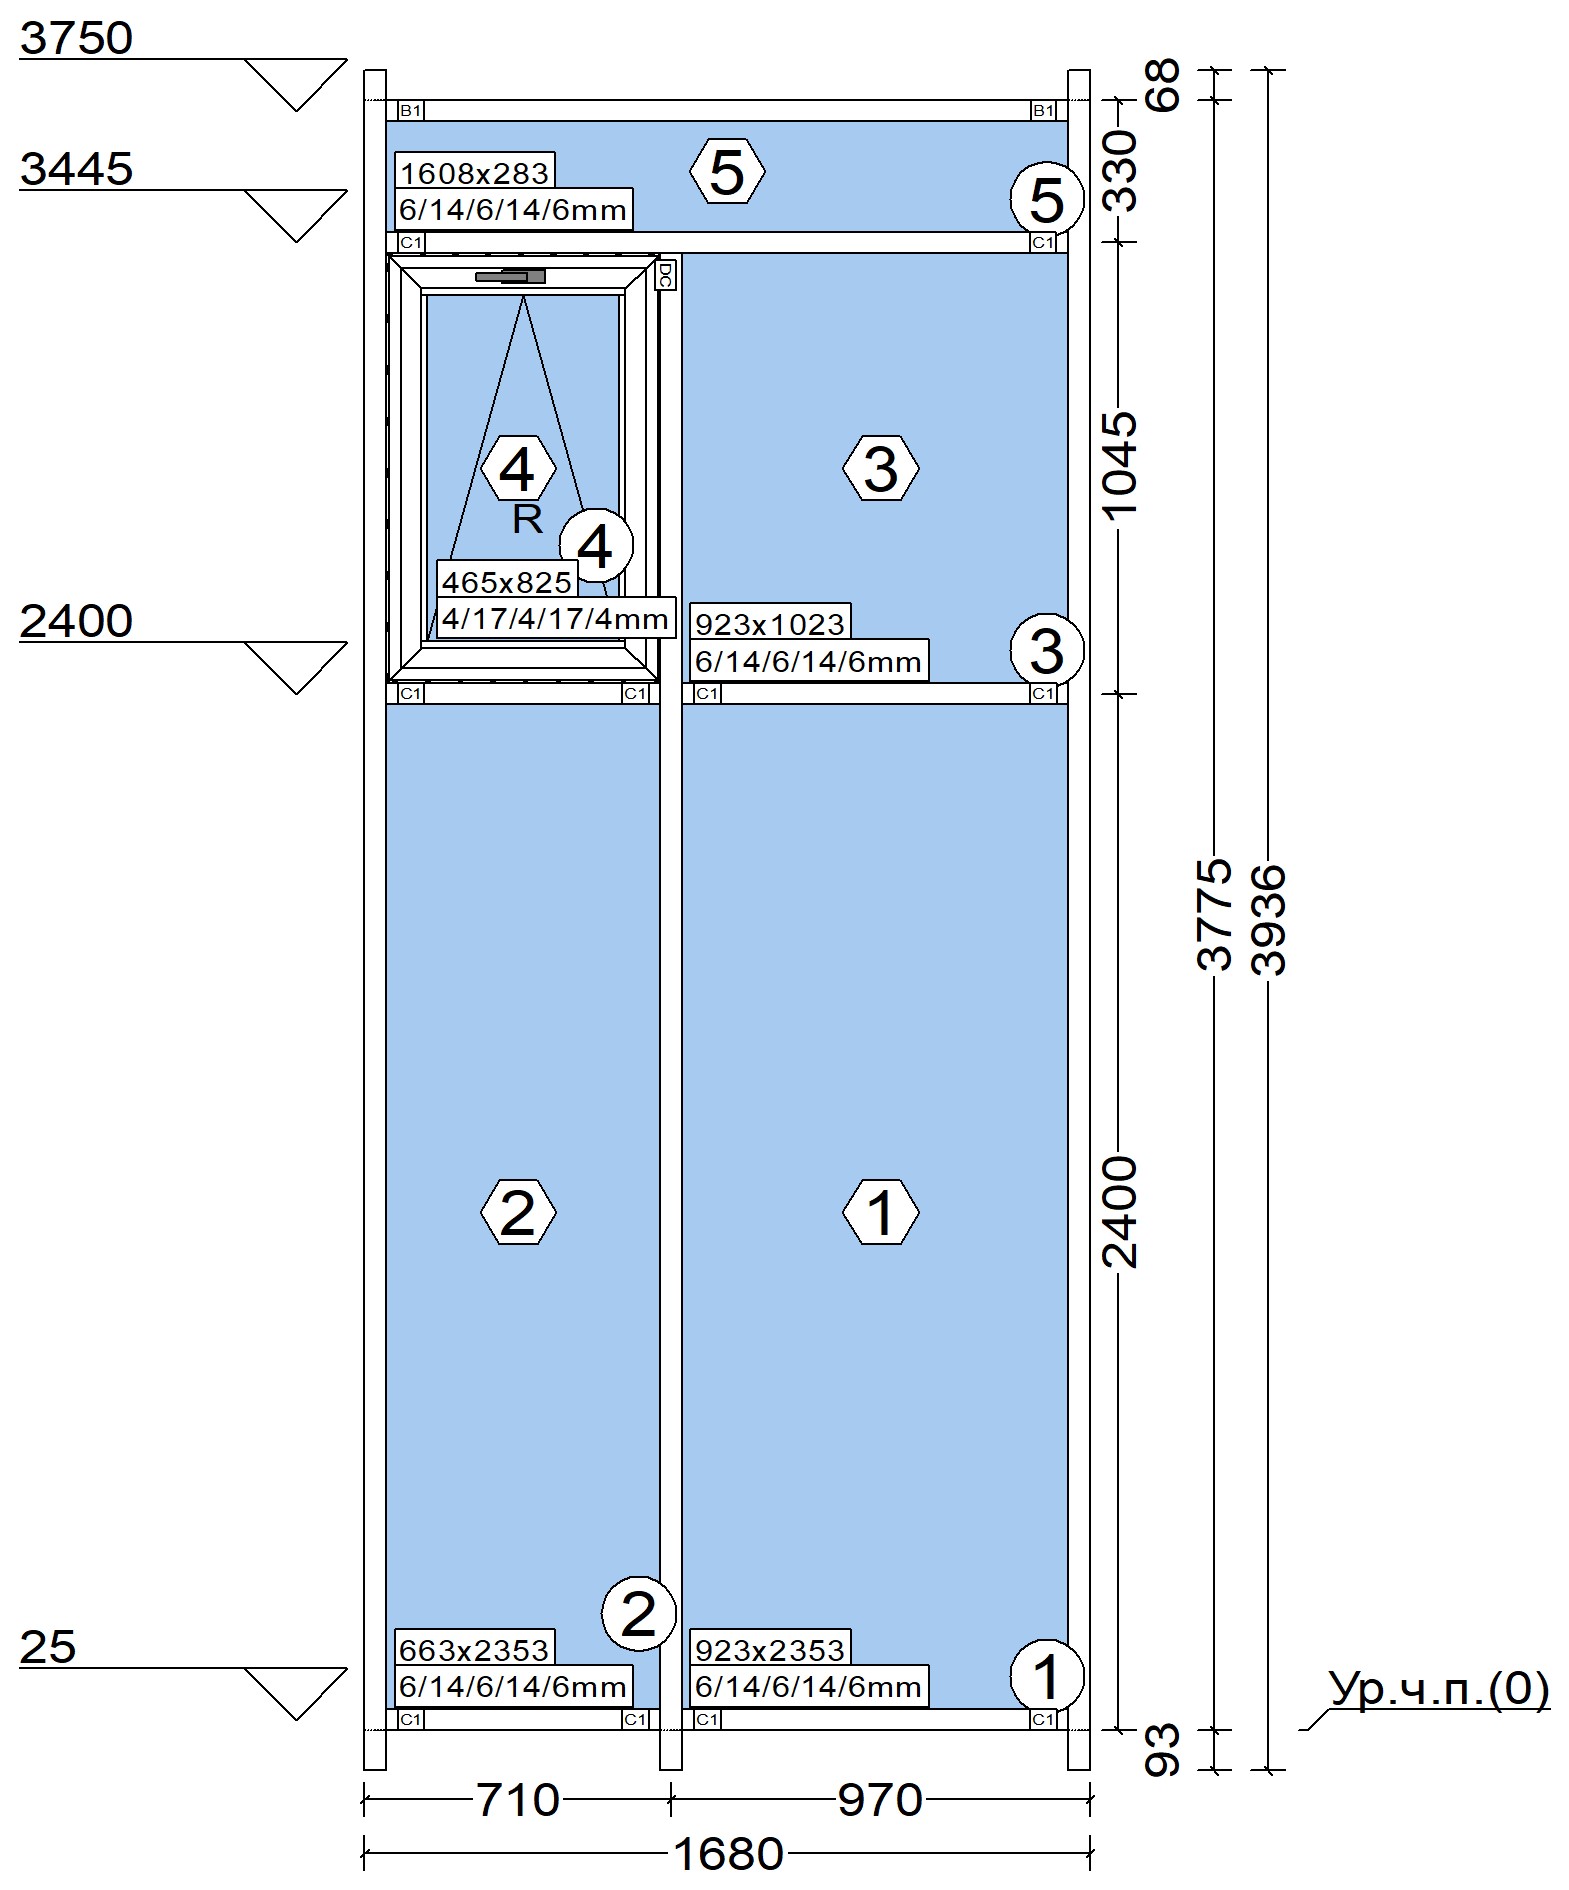 3750
68
B1
B1
3445
1608x283
6/14/6/14/6mm
5
5
330
C1
C1
DC
4
R
4
465x825
4/17/4/17/4mm
3
1045
2400
923x1023
6/14/6/14/6mm
3
C1
C1
C1
C1
3775
3936
2
1
2400
2
25
663x2353
6/14/6/14/6mm
923x2353
6/14/6/14/6mm
1
Ур.ч.п.(0)
C1
C1
C1
C1
93
710
970
1680